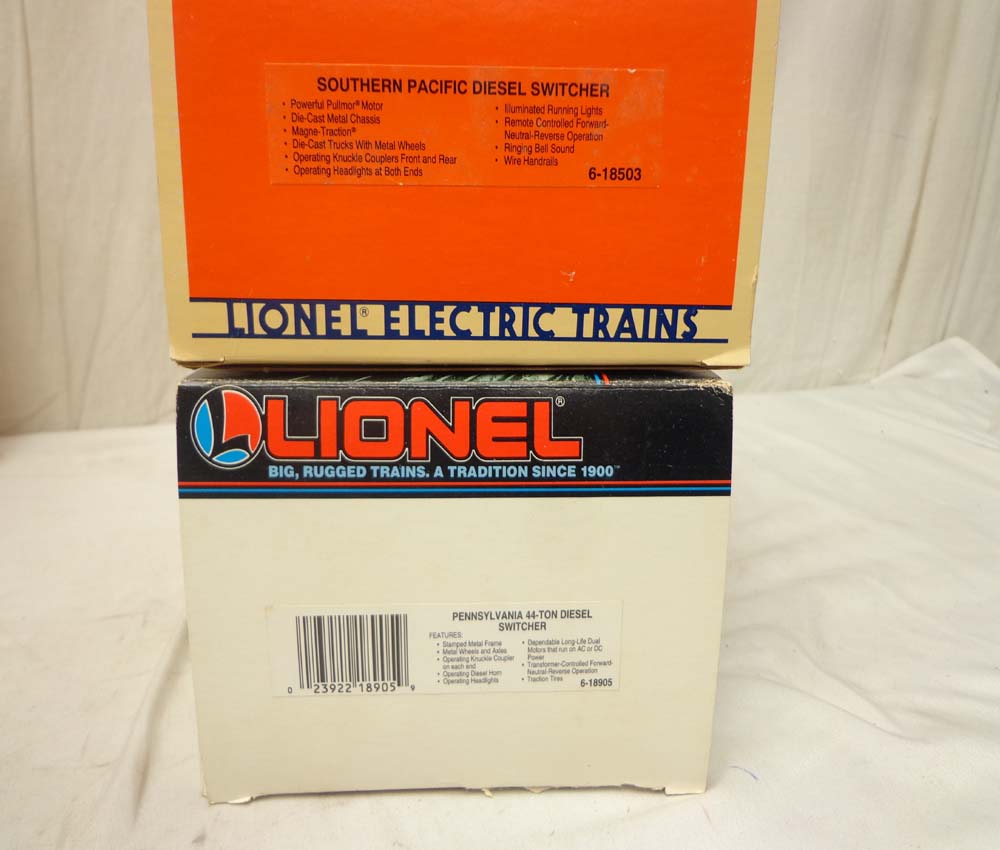 SOUTHERN PACIFIC DIESEL SWITCHER
• Powerful Pullmor® Motor
• Die-Cast Metal Chassis
• Magne-Traction®
• Die-Cast Trucks With Metal Wheels
• Operating Knuckle Couplers Front and Rear
• Operating Headlights at Both Ends
• Illuminated Running Lights
• Remote Controlled Forward-
Neutral-Reverse Operation
• Ringing Bell Sound
• Wire Handrails
6-18503
LIONEL® ELECTRIC TRAINS
LIONEL®
BIG, RUGGED TRAINS. A TRADITION SINCE 1900™
PENNSYLVANIA 44-TON DIESEL
SWITCHER
FEATURES:
• Stamped Metal Frame
• Metal Wheels and Axles
• Operating Knuckle Coupler
on each end
• Operating Diesel Horn
• Operating Headlights
• Dependable Long-Life Dual
Motors that run on AC or DC
Power
• Transformer-Controlled Forward-
Neutral-Reverse Operation
• Traction Tires
6-18905
0 23922 18905 9